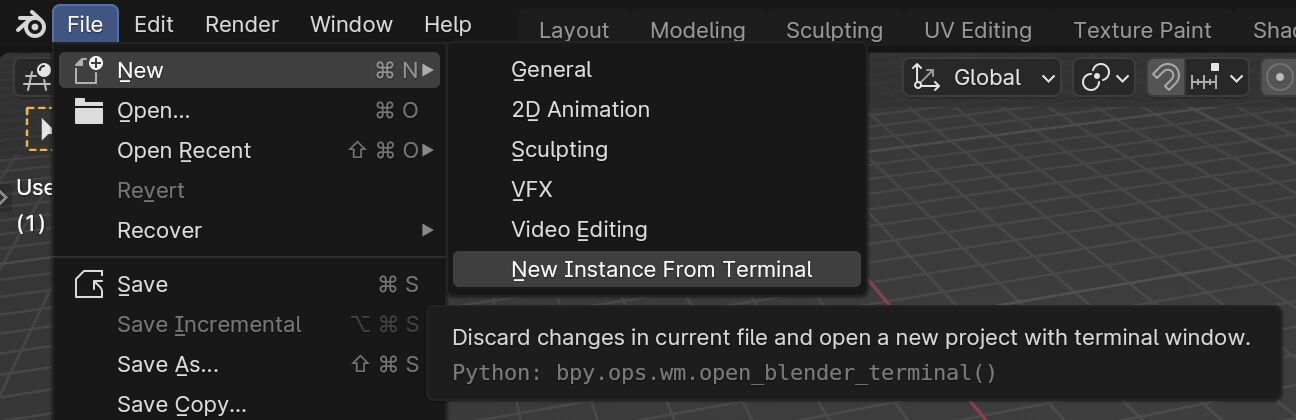 File Edit Render Window Help Layout Modeling Sculpting UV Editing Texture Paint
New ⌘ N
General
Global
Open... ⌘ O
2D Animation
Open Recent ⇧ ⌘ O
Sculpting
Revert
VFX
(1)
Recover
Video Editing
New Instance From Terminal
Save ⌘ S
Save Incremental ⌥ ⌘ S
Save As... ⇧ ⌘ S
Save Copy...
Discard changes in current file and open a new project with terminal window.
Python: bpy.ops.wm.open_blender_terminal()